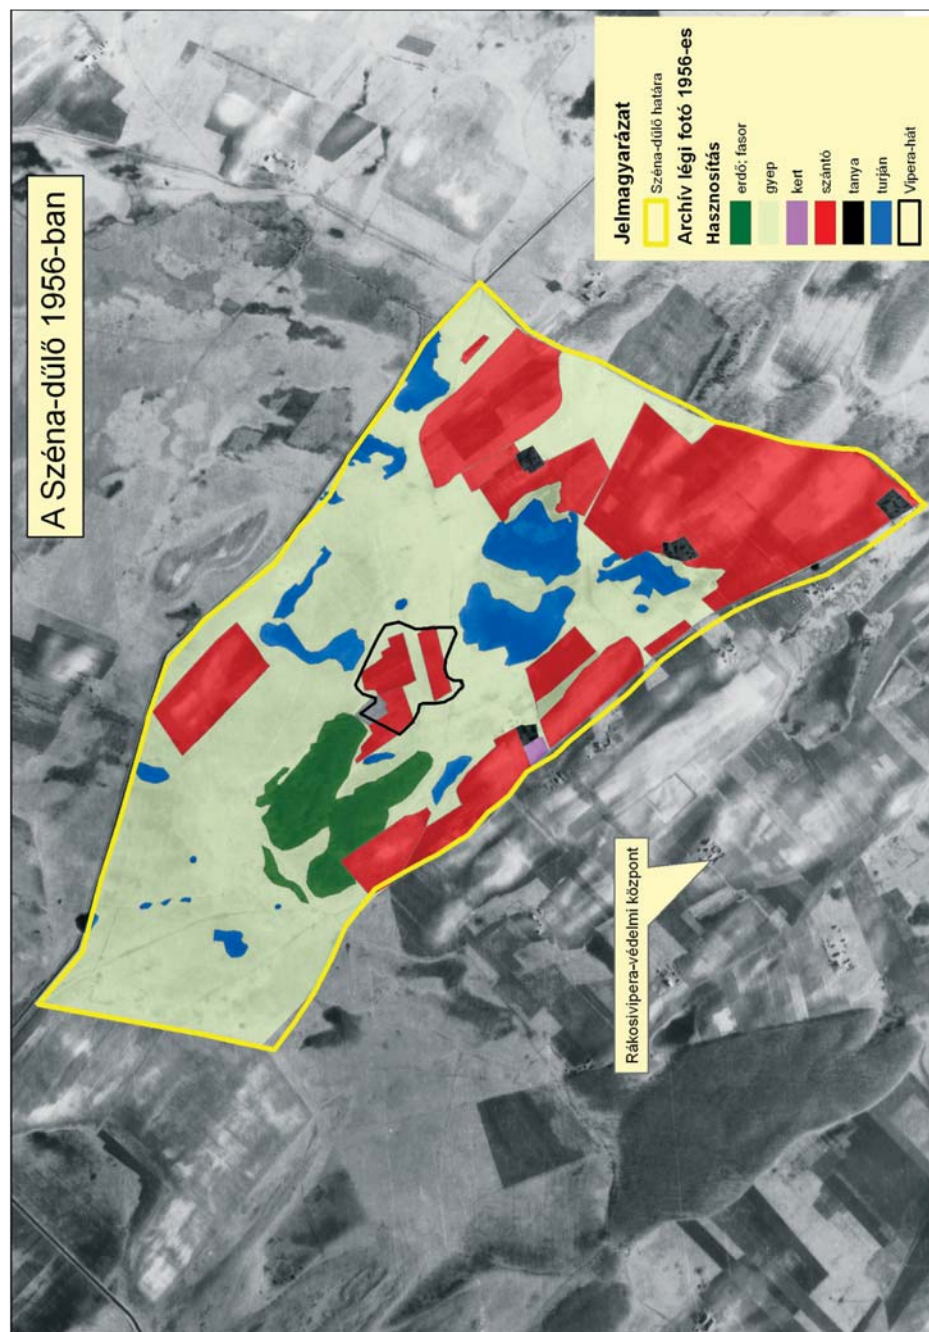 A Széna-dűlő 1956-ban
Rákosivipera-védelmi központ
Jelmagyarázat
Széna-dűlő határa
Archív légi fotó 1956-es
Hasznosítás
erdő; fasor
gyep
kert
szántó
tanya
turján
Vipera-hát